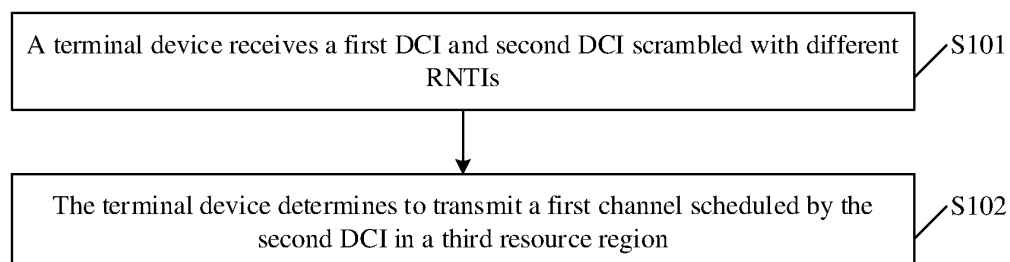 A terminal device receives a first DCI and second DCI scrambled with different
RNTIs
S101
The terminal device determines to transmit a first channel scheduled by the
second DCI in a third resource region
S102